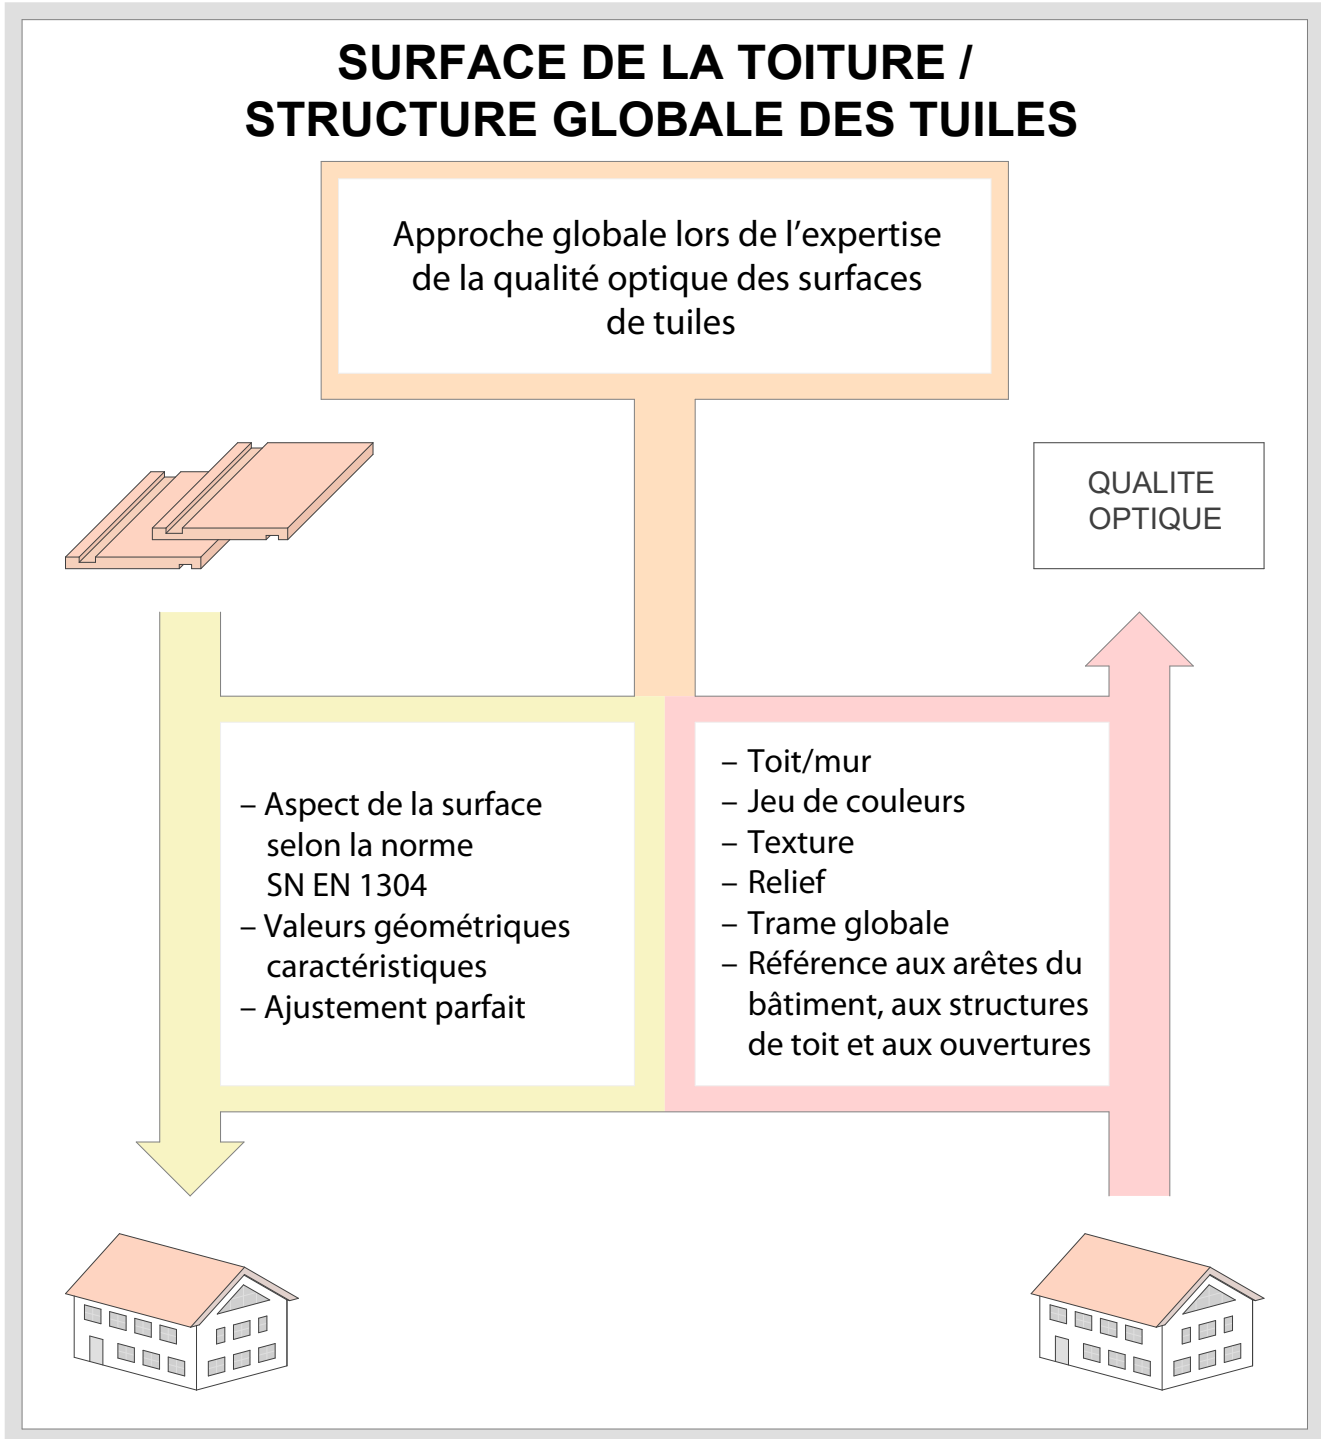 SURFACE DE LA TOITURE /
STRUCTURE GLOBALE DES TUILES
Approche globale lors de l’expertise
de la qualité optique des surfaces
de tuiles
QUALITE
OPTIQUE
– Aspect de la surface
selon la norme
SN EN 1304
– Valeurs géométriques
caractéristiques
– Ajustement parfait
– Toit/mur
– Jeu de couleurs
– Texture
– Relief
– Trame globale
– Référence aux arêtes du
bâtiment, aux structures
de toit et aux ouvertures